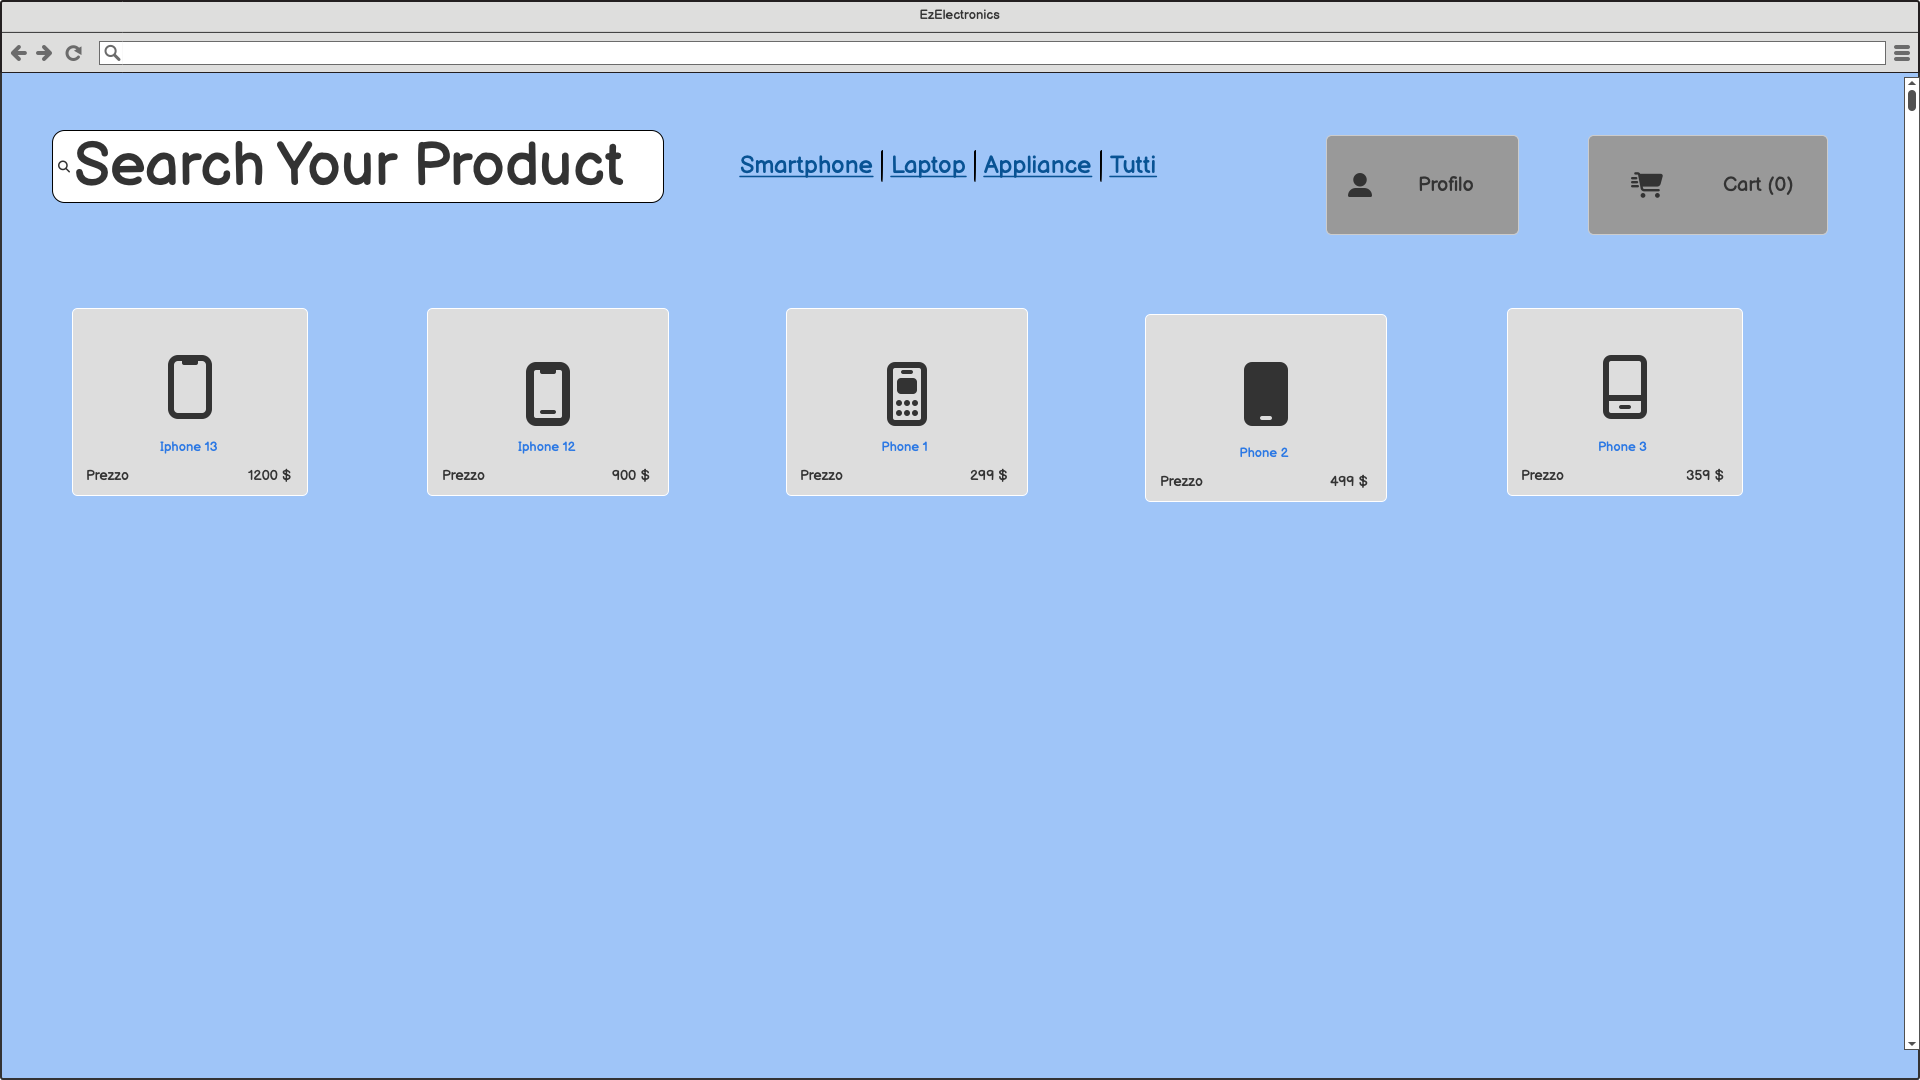 EzElectronics
Search Your Product
Smartphone | Laptop | Appliance | Tutti
Profilo
Cart (0)
Iphone 13
Prezzo 1200 $
Iphone 12
Prezzo 900 $
Phone 1
Prezzo 299 $
Phone 2
Prezzo 499 $
Phone 3
Prezzo 359 $